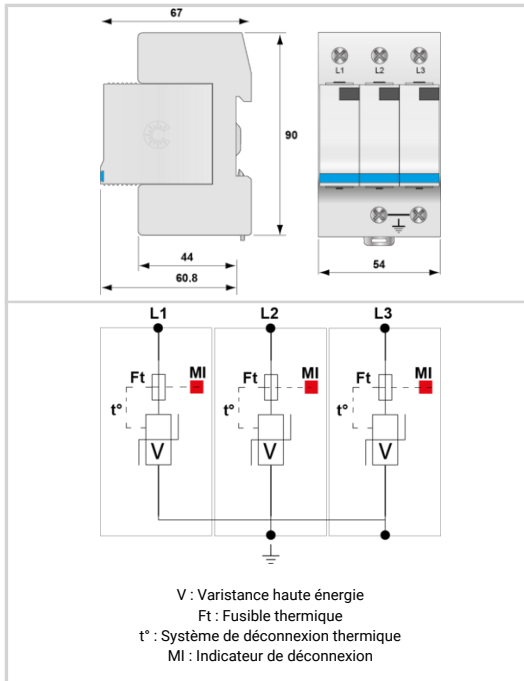 67
L1 L2 L3
90
44
60.8
54
L1 L2 L3
Ft MI Ft MI Ft MI
t° t° t°
V V V
V : Varistance haute énergie
Ft : Fusible thermique
t° : Système de déconnexion thermique
MI : Indicateur de déconnexion